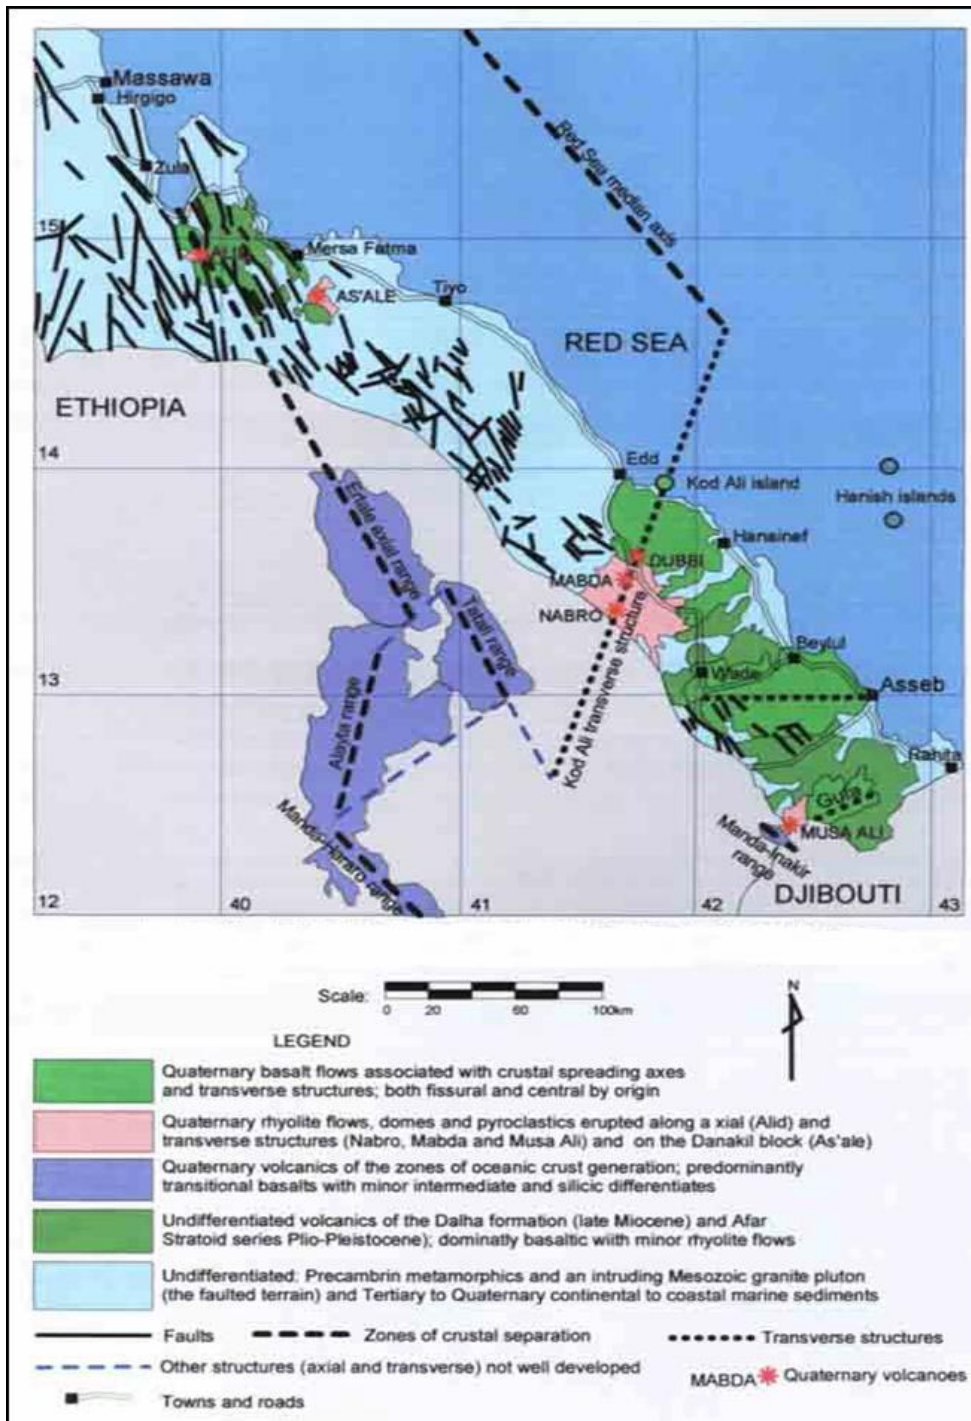 Massawa
Hirgigo
Zula
Red Sea median axis
15
ALID
Mersa Fatma
AS'ALE
Tiyo
RED SEA
ETHIOPIA
14
Edd
Kod Ali island
Hanish islands
Ertale axial range
Hansinef
DUBBI
MABDA
NABRO
Tatali range
Kod Ali transverse structure
Beylul
Wade
13
Asseb
Alayta range
Rahita
Gufa
MUSA ALI
Manda-Inakir
range
Manda-Hararo range
DJIBOUTI
12
40
41
42
43
Scale:
0 20 60 100km
N
LEGEND
Quaternary basalt flows associated with crustal spreading axes
and transverse structures; both fissural and central by origin
Quaternary rhyolite flows, domes and pyroclastics erupted along a xial (Alid) and
transverse structures (Nabro, Mabda and Musa Ali) and on the Danakil block (As'ale)
Quaternary volcanics of the zones of oceanic crust generation; predominantly
transitional basalts with minor intermediate and silicic differentiates
Undifferentiated volcanics of the Dalha formation (late Miocene) and Afar
Stratoid series Plio-Pleistocene); dominatly basaltic wiith minor rhyolite flows
Undifferentiated: Precambrin metamorphics and an intruding Mesozoic granite pluton
(the faulted terrain) and Tertiary to Quaternary continental to coastal marine sediments
Faults
Zones of crustal separation
Transverse structures
Other structures (axial and transverse) not well developed
MABDA
Quaternary volcanoes
Towns and roads